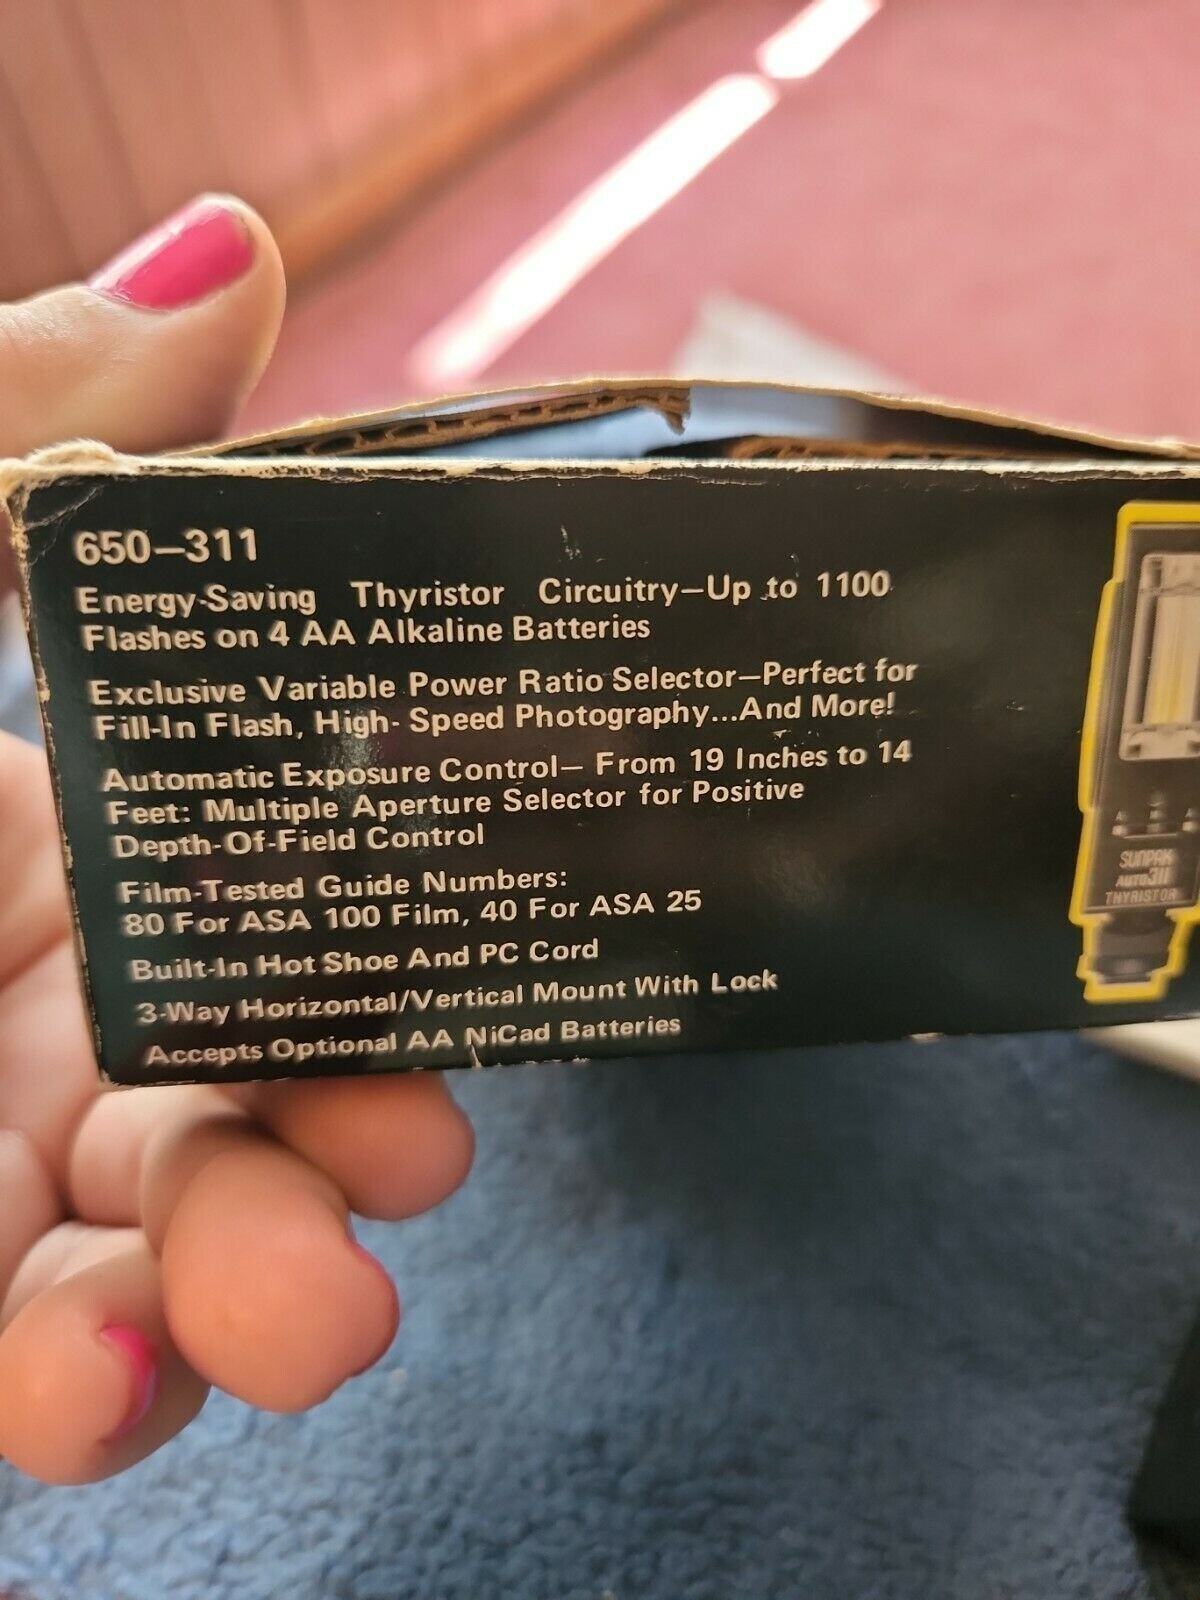 650-311
Energy-Saving Thyristor Circuitry—Up to 1100
Flashes on 4 AA Alkaline Batteries
Exclusive Variable Power Ratio Selector—Perfect for
Fill-In Flash, High- Speed Photography...And More!
Automatic Exposure Control— From 19 Inches to 14
Feet: Multiple Aperture Selector for Positive
Depth-Of-Field Control
Film-Tested Guide Numbers:
80 For ASA 100 Film, 40 For ASA 25
Built-In Hot Shoe And PC Cord
3-Way Horizontal/Vertical Mount With Lock
Accepts Optional AA NiCad Batteries
SUNPAK
AUTO 311
THYRISTOR